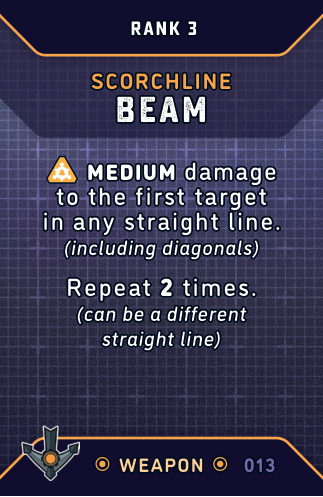 RANK 3
SCORCHLINE
BEAM
MEDIUM damage
to the first target
in any straight line.
(including diagonals)
Repeat 2 times.
(can be a different
straight line)
WEAPON 013